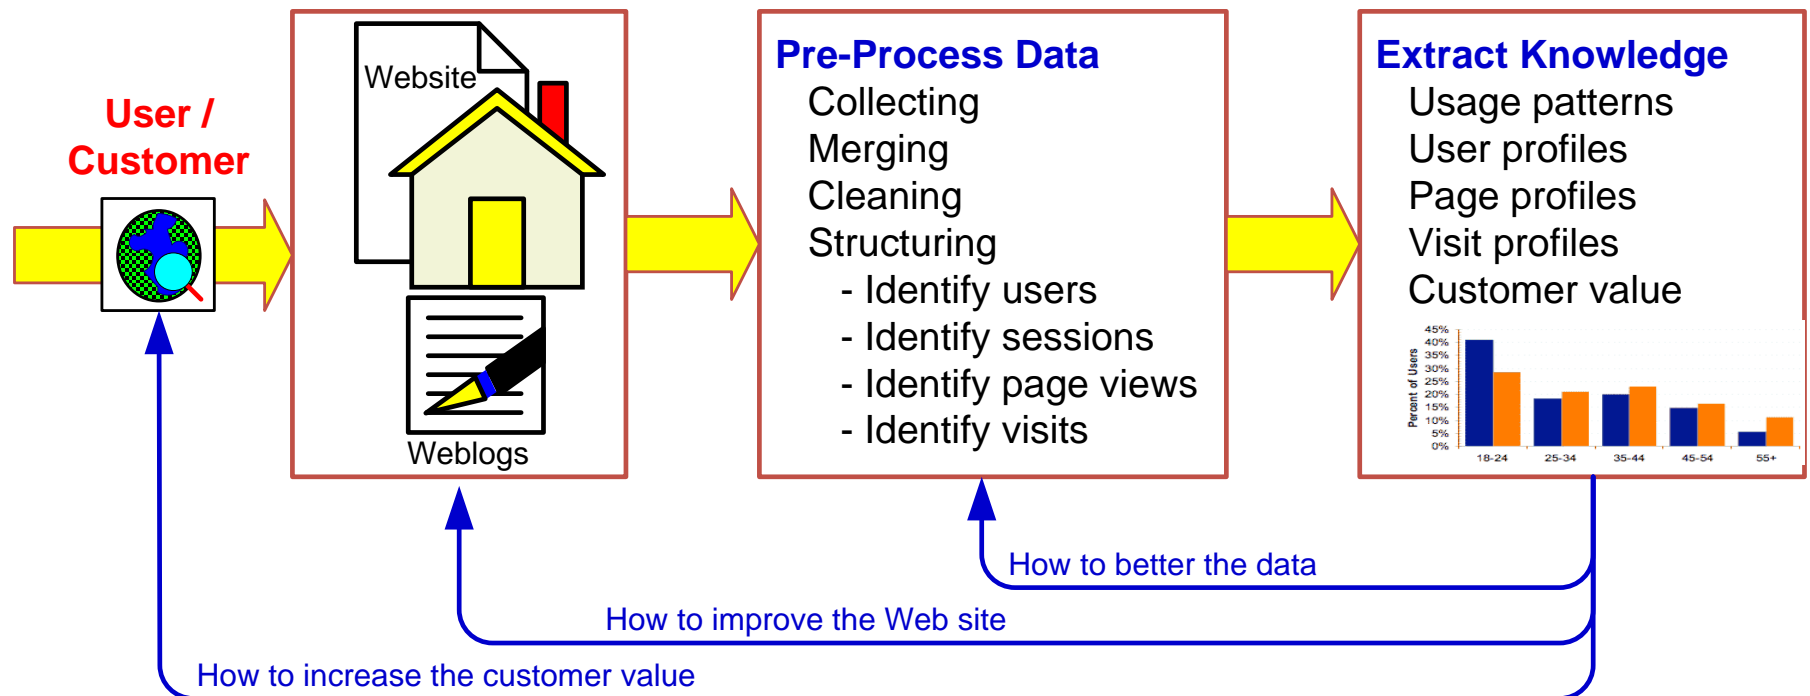 User /
Customer
Website
Weblogs
Pre-Process Data
Collecting
Merging
Cleaning
Structuring
- Identify users
- Identify sessions
- Identify page views
- Identify visits
Extract Knowledge
Usage patterns
User profiles
Page profiles
Visit profiles
Customer value
Percent of Users
45%
40%
35%
30%
25%
20%
15%
10%
5%
0%
18-24 25-34 35-44 45-54 55+
How to better the data
How to improve the Web site
How to increase the customer value